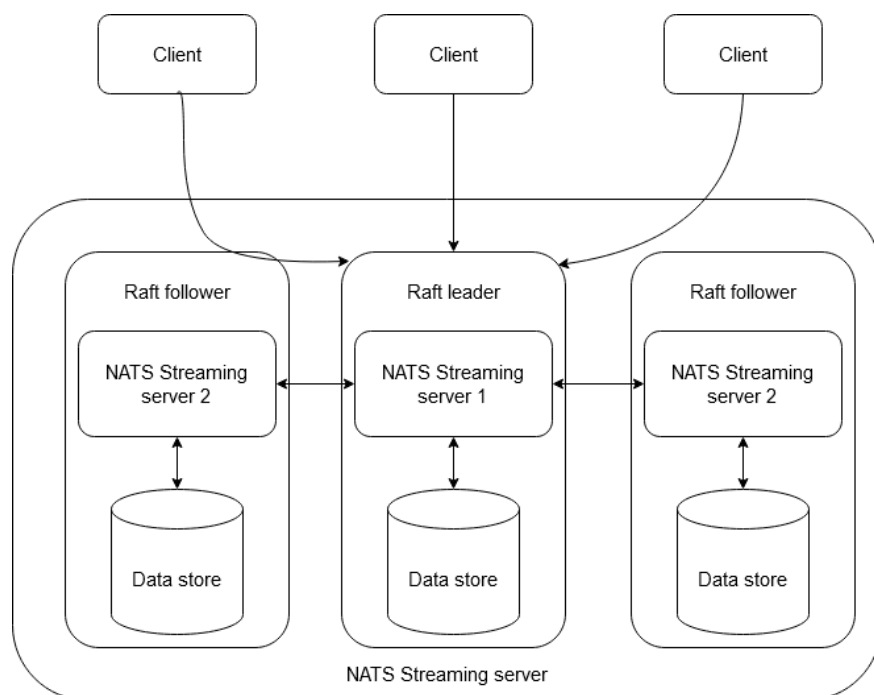 Client
Client
Client
Raft follower
Raft leader
Raft follower
NATS Streaming
server 2
NATS Streaming
server 1
NATS Streaming
server 2
Data store
Data store
Data store
NATS Streaming server